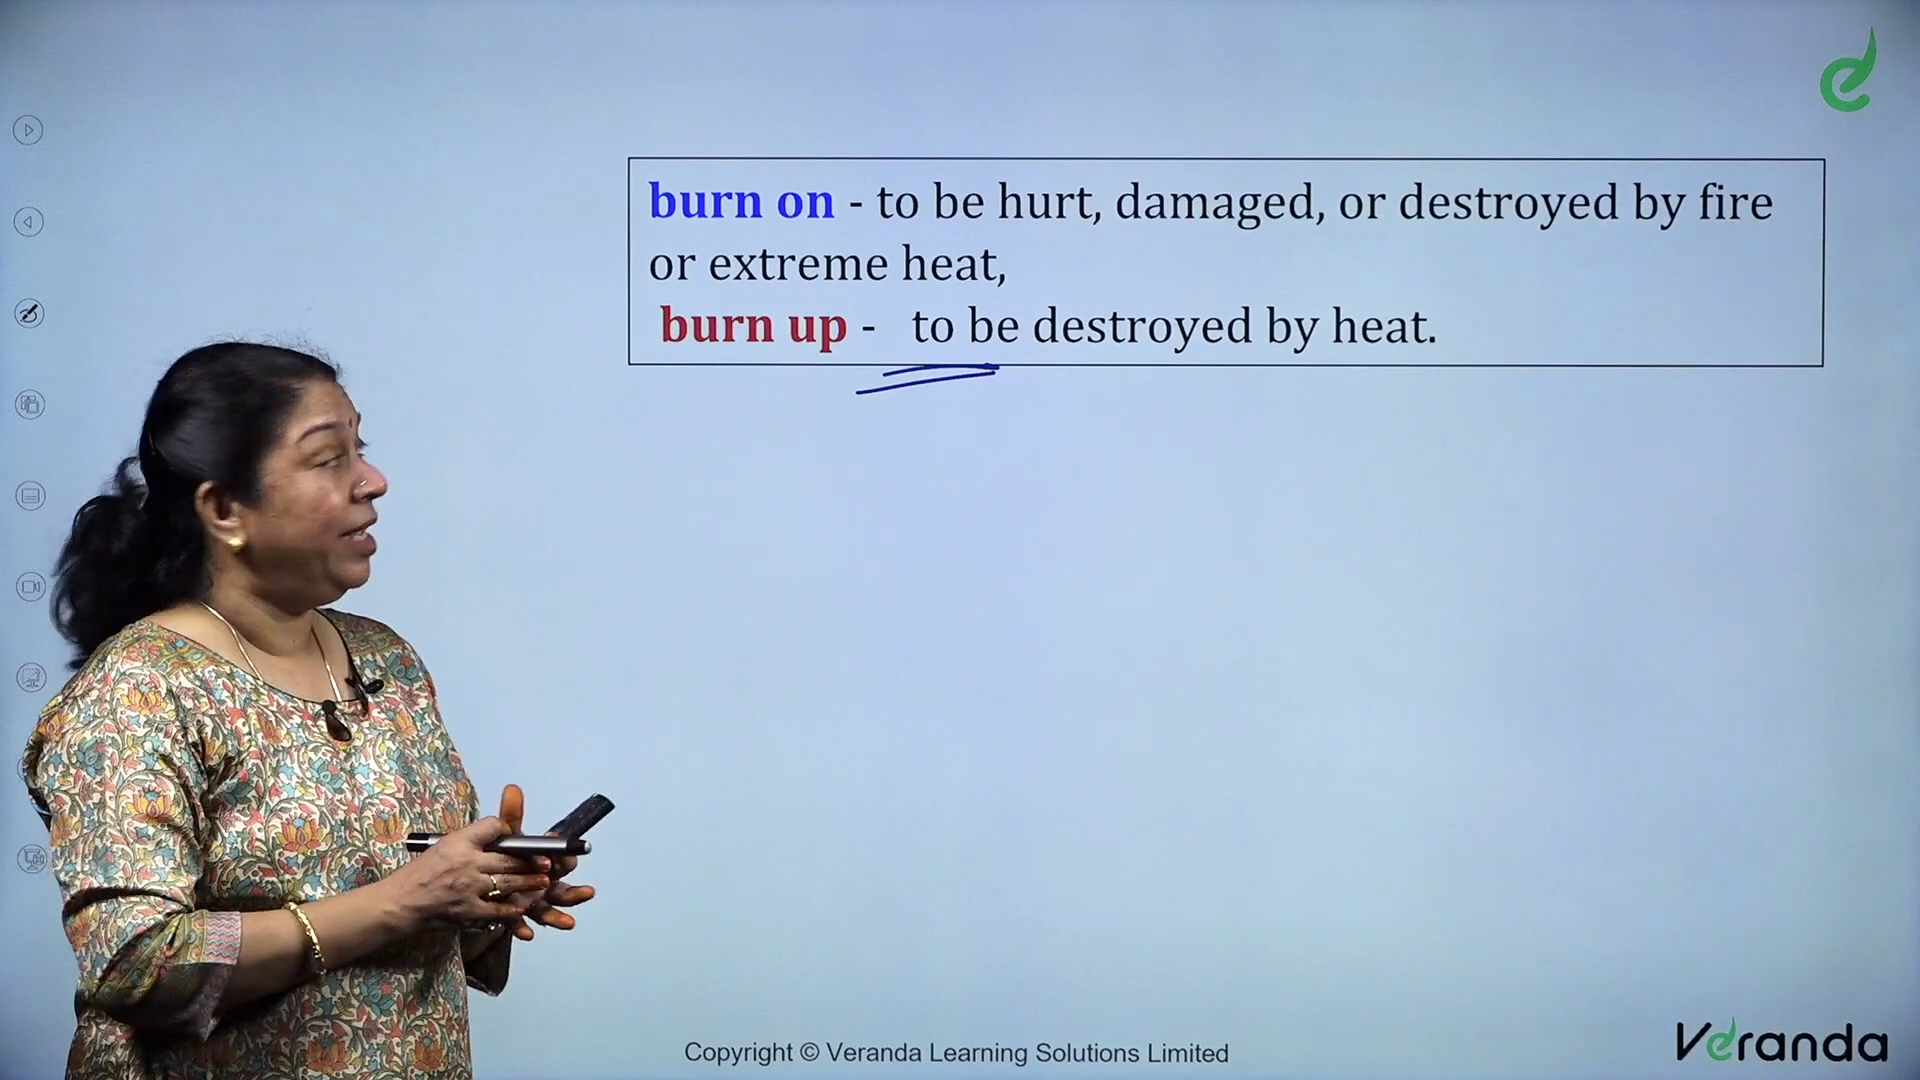 burn on - to be hurt, damaged, or destroyed by fire
or extreme heat,
burn up - to be destroyed by heat.
Copyright © Veranda Learning Solutions Limited
Veranda